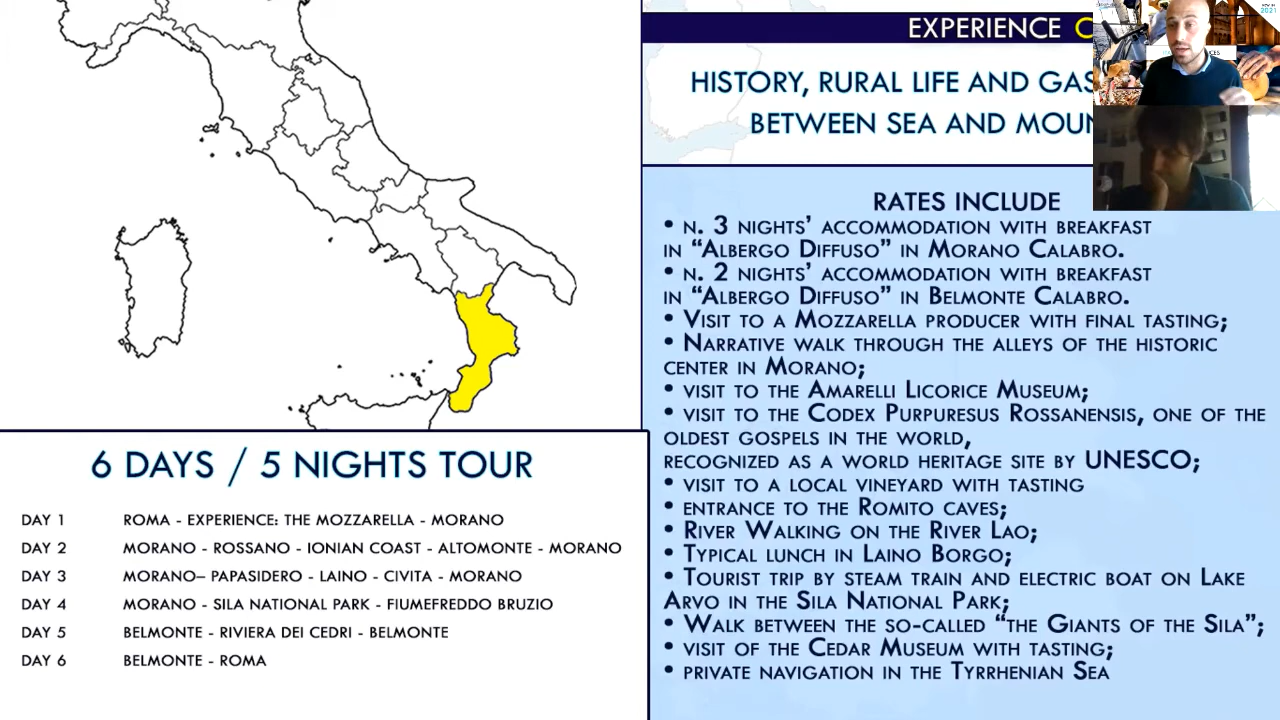 EXPERIENCE
HISTORY, RURAL LIFE AND
BETWEEN SEA AND
2021
RATES INCLUDE
• N. 3 NIGHTS' ACCOMMODATION WITH BREAKFAST
IN “ALBERGO DIFFUSO” IN MORANO CALABRO.
• N. 2 NIGHTS' ACCOMMODATION WITH BREAKFAST
IN “ALBERGO DIFFUSO” IN BELMONTE CALABRO.
• VISIT TO A MOZZARELLA PRODUCER WITH FINAL TASTING;
• NARRATIVE WALK THROUGH THE ALLEYS OF THE HISTORIC
CENTER IN MORANO;
• VISIT TO THE AMARELLI LICORICE MUSEUM;
• VISIT TO THE CODEX PURPURESUS ROSSANENSIS, ONE OF THE
OLDEST GOSPELS IN THE WORLD,
RECOGNIZED AS A WORLD HERITAGE SITE BY UNESCO;
• VISIT TO A LOCAL VINEYARD WITH TASTING
• ENTRANCE TO THE ROMITO CAVES;
• RIVER WALKING ON THE RIVER LAO;
• TYPICAL LUNCH IN LAINO BORGO;
• TOURIST TRIP BY STEAM TRAIN AND ELECTRIC BOAT ON LAKE
ARVO IN THE SILA NATIONAL PARK;
• WALK BETWEEN THE SO-CALLED “THE GIANTS OF THE SILA”;
• VISIT OF THE CEDAR MUSEUM WITH TASTING;
• PRIVATE NAVIGATION IN THE TYRRHENIAN SEA
6 DAYS / 5 NIGHTS TOUR
DAY 1 ROMA - EXPERIENCE: THE MOZZARELLA - MORANO
DAY 2 MORANO - ROSSANO - IONIAN COAST - ALTOMONTE - MORANO
DAY 3 MORANO– PAPASIDERO - LAINO - CIVITA - MORANO
DAY 4 MORANO - SILA NATIONAL PARK - FIUMEFREDDO BRUZIO
DAY 5 BELMONTE - RIVIERA DEI CEDRI - BELMONTE
DAY 6 BELMONTE - ROMA